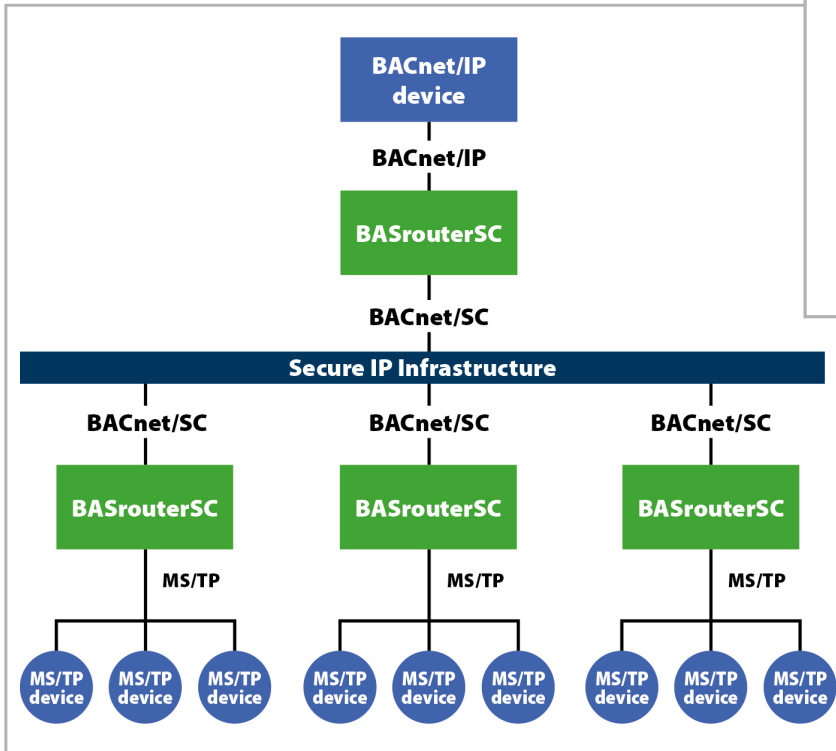 BACnet/IP
device
BACnet/IP
BASrouterSC
BACnet/SC
Secure IP Infrastructure
BACnet/SC BACnet/SC BACnet/SC
BASrouterSC BASrouterSC BASrouterSC
MS/TP MS/TP MS/TP
MS/TP MS/TP MS/TP MS/TP MS/TP MS/TP MS/TP MS/TP MS/TP
device device device device device device device device device